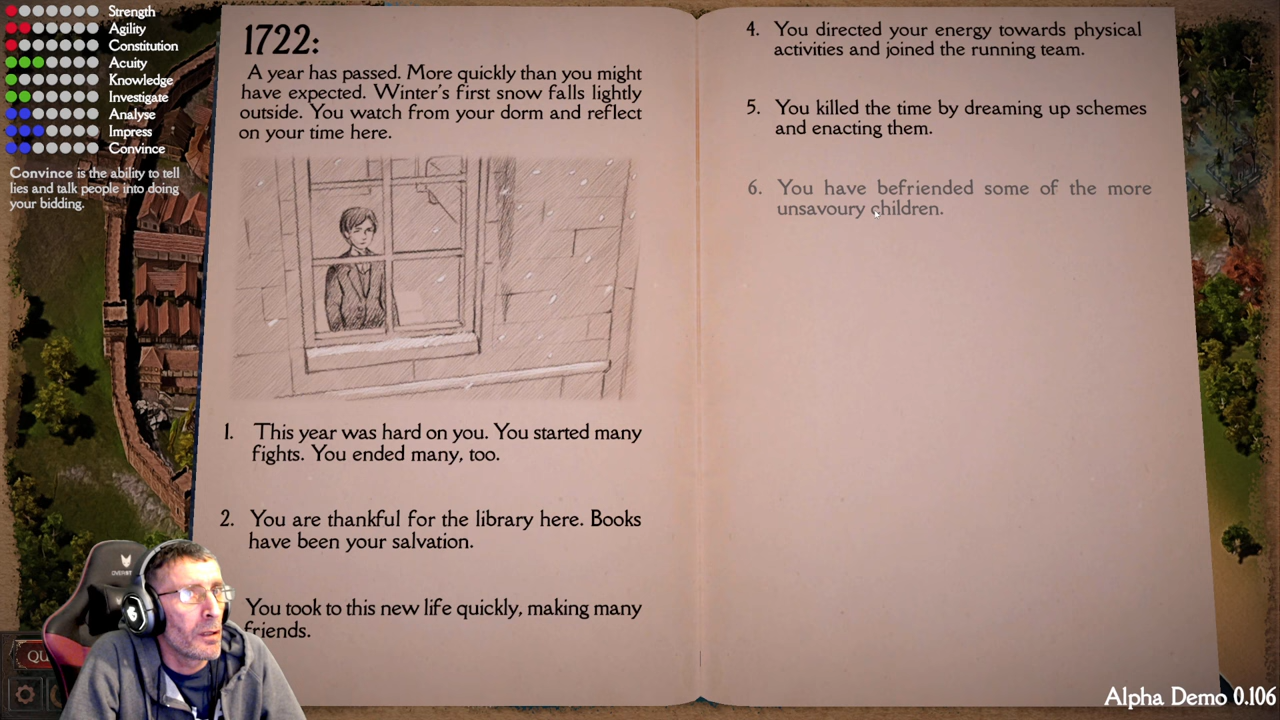 Strength
Agility
Constitution
Acuity
Knowledge
Investigate
Analyse
Impress
Convince
Convince is the ability to tell
lies and talk people into doing
your bidding.
1722:
A year has passed. More quickly than you might
have expected. Winter's first snow falls lightly
outside. You watch from your dorm and reflect
on your time here.
1. This year was hard on you. You started many
fights. You ended many, too.
2. You are thankful for the library here. Books
have been your salvation.
You took to this new life quickly, making many
friends.
4. You directed your energy towards physical
activities and joined the running team.
5. You killed the time by dreaming up schemes
and enacting them.
6. You have befriended some of the more
unsavoury children.
QU
Alpha Demo 0.106